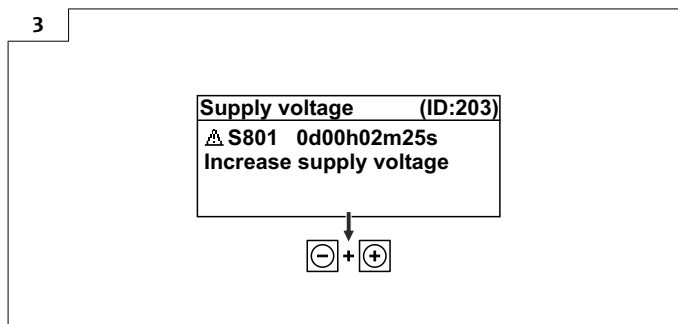 3
Supply voltage (ID:203)
⚠ S801 0d00h02m25s
Increase supply voltage
− + +